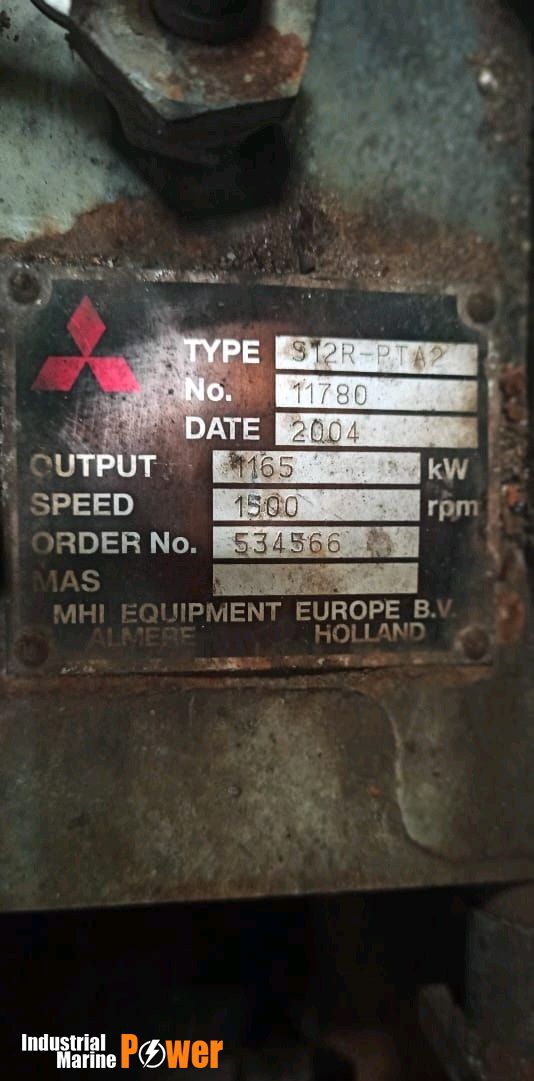 TYPE S12R-PTA2
No. 11780
DATE 2004
OUTPUT 1165 kW
SPEED 1500 rpm
ORDER No. 534566
MAS
MHI EQUIPMENT EUROPE B.V.
ALMERE HOLLAND
Industrial
Marine Power